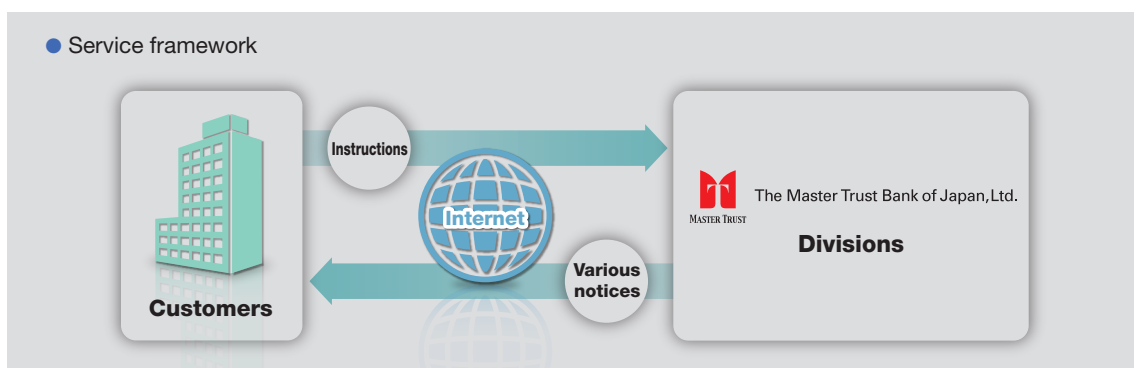 Service framework
Instructions
Internet
MASTER TRUST
The Master Trust Bank of Japan,Ltd.
Divisions
Various
notices
Customers